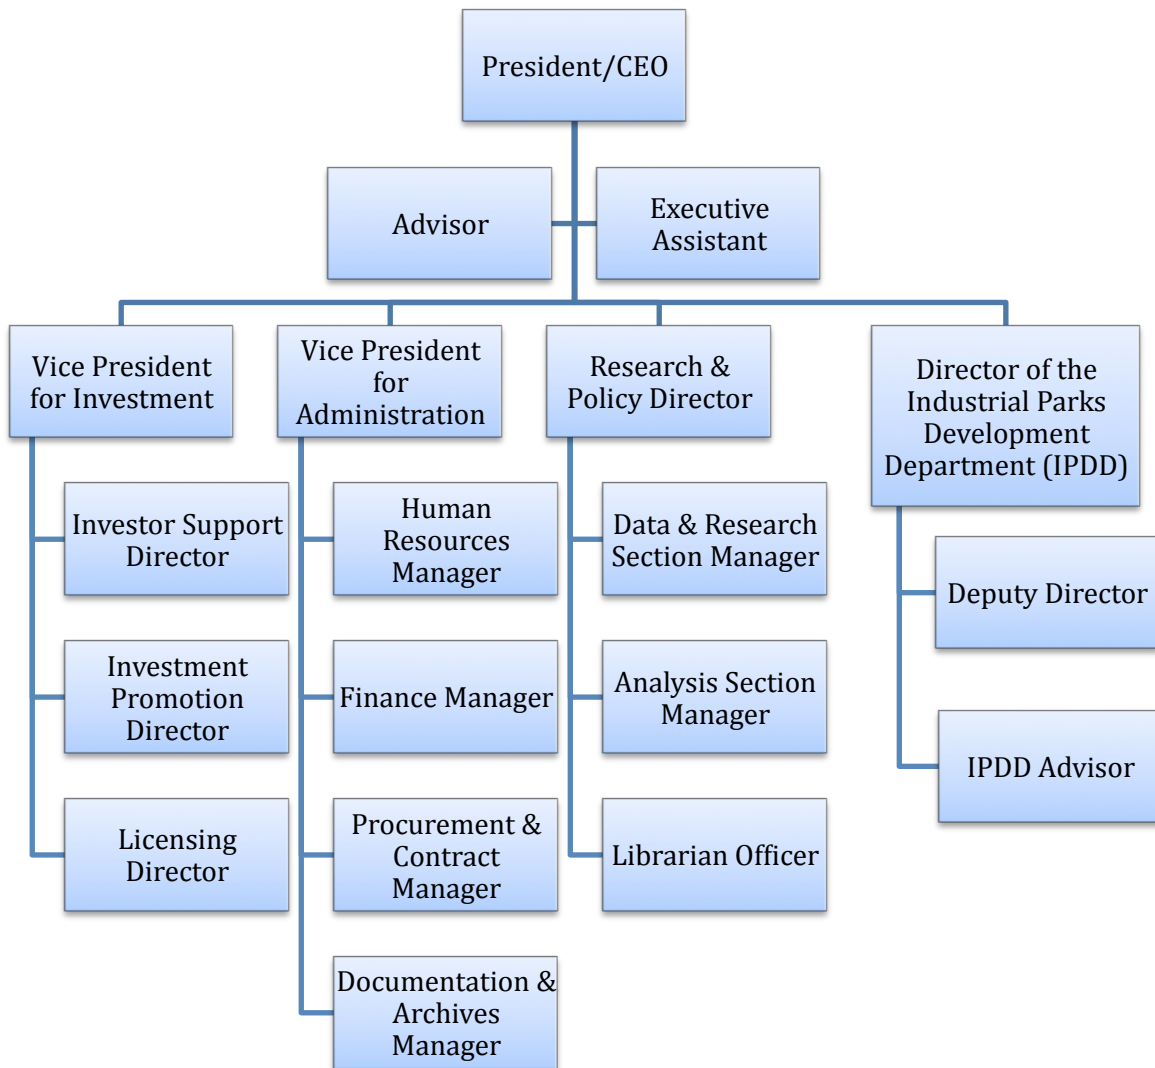 President/CEO
Advisor
Executive
Assistant
Vice President
for Investment
Vice President
for
Administration
Research &
Policy Director
Director of the
Industrial Parks
Development
Department (IPDD)
Investor Support
Director
Investment
Promotion
Director
Licensing
Director
Human
Resources
Manager
Finance Manager
Procurement &
Contract
Manager
Documentation &
Archives
Manager
Data & Research
Section Manager
Analysis Section
Manager
Librarian Officer
Deputy Director
IPDD Advisor